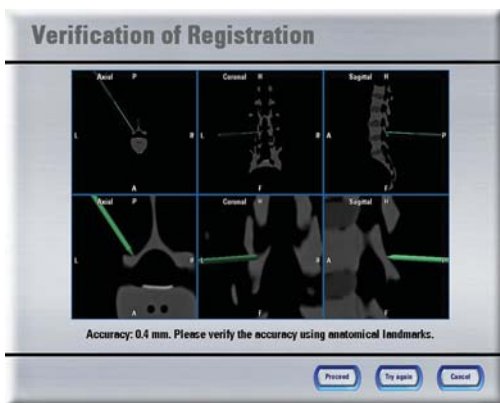 Verification of Registration
Axial P
Coronal H
Sagittal H
L
R
L
R
A
P
A
F
F
Axial P
Coronal H
Sagittal H
L
R
L
R
A
A
F
F
Accuracy: 0.4 mm. Please verify the accuracy using anatomical landmarks.
Proceed
Try again
Cancel